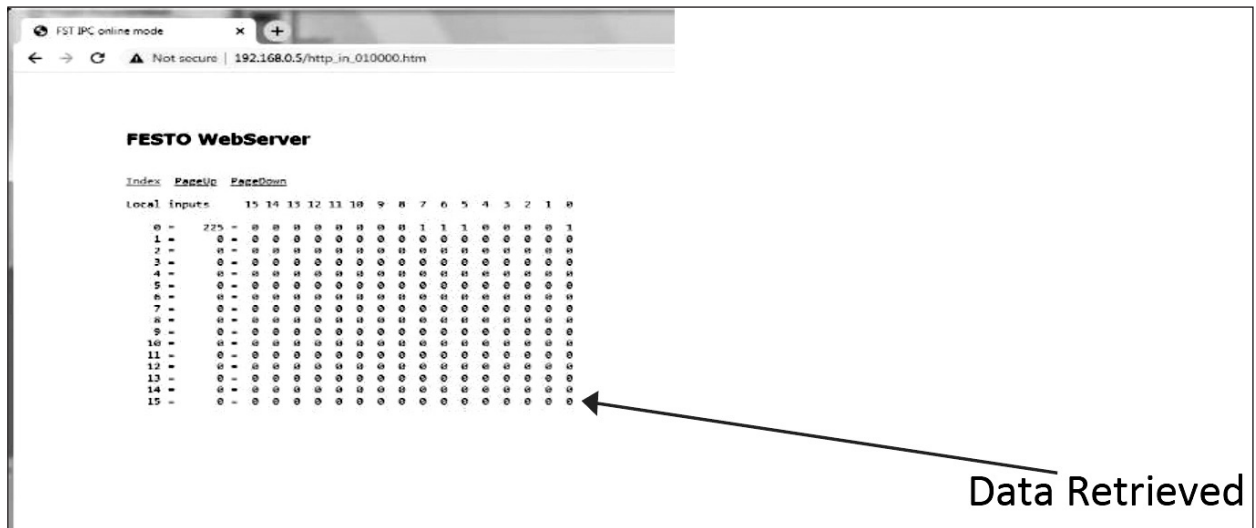 FST IPC online mode
Not secure | 192.168.0.5/http_in_010000.htm
FESTO WebServer
Index PageUp PageDown
Local inputs 15 14 13 12 11 10 9 8 7 6 5 4 3 2 1 0
0 = 225 = 0 0 0 0 0 0 0 0 1 1 1 0 0 0 0 1
1 = 0 = 0 0 0 0 0 0 0 0 0 0 0 0 0 0 0 0
2 = 0 = 0 0 0 0 0 0 0 0 0 0 0 0 0 0 0 0
3 = 0 = 0 0 0 0 0 0 0 0 0 0 0 0 0 0 0 0
4 = 0 = 0 0 0 0 0 0 0 0 0 0 0 0 0 0 0 0
5 = 0 = 0 0 0 0 0 0 0 0 0 0 0 0 0 0 0 0
6 = 0 = 0 0 0 0 0 0 0 0 0 0 0 0 0 0 0 0
7 = 0 = 0 0 0 0 0 0 0 0 0 0 0 0 0 0 0 0
8 = 0 = 0 0 0 0 0 0 0 0 0 0 0 0 0 0 0 0
9 = 0 = 0 0 0 0 0 0 0 0 0 0 0 0 0 0 0 0
10 = 0 = 0 0 0 0 0 0 0 0 0 0 0 0 0 0 0 0
11 = 0 = 0 0 0 0 0 0 0 0 0 0 0 0 0 0 0 0
12 = 0 = 0 0 0 0 0 0 0 0 0 0 0 0 0 0 0 0
13 = 0 = 0 0 0 0 0 0 0 0 0 0 0 0 0 0 0 0
14 = 0 = 0 0 0 0 0 0 0 0 0 0 0 0 0 0 0 0
15 = 0 = 0 0 0 0 0 0 0 0 0 0 0 0 0 0 0 0
Data Retrieved